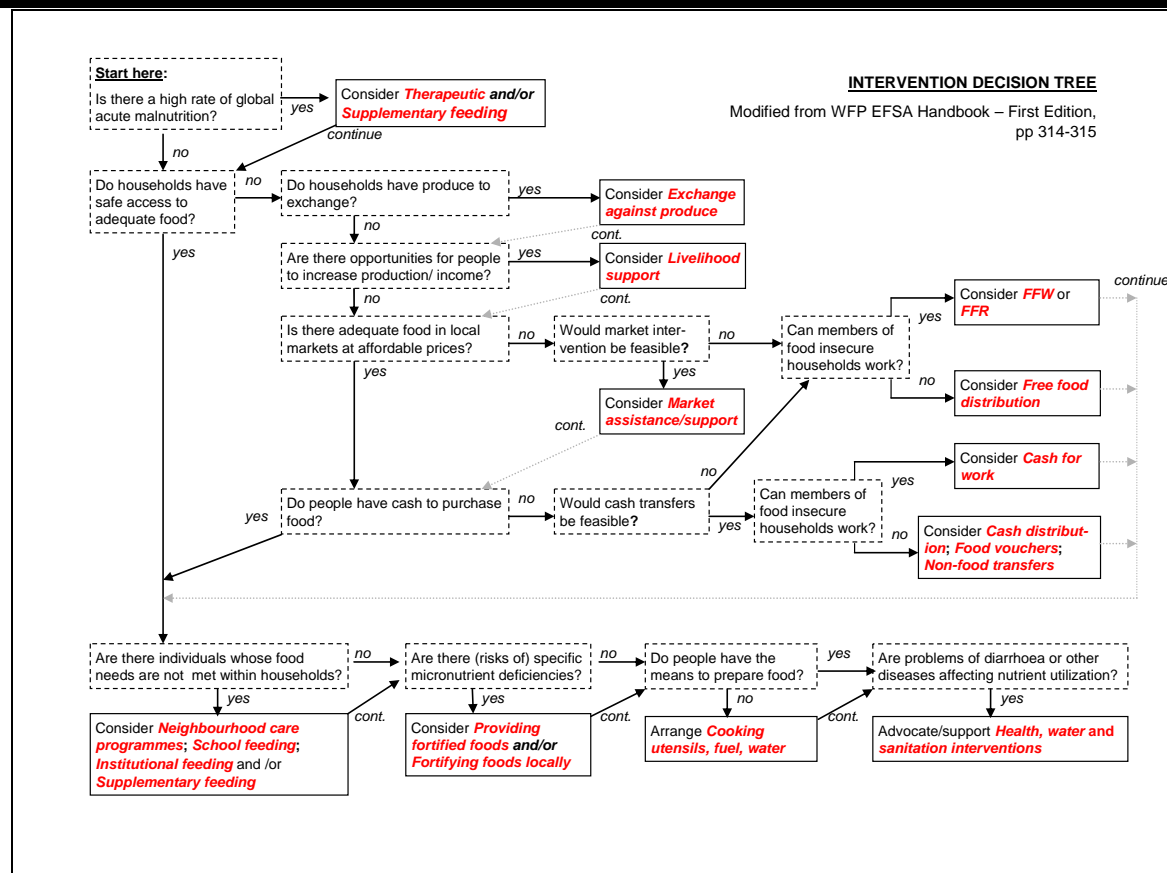 Start here:
Is there a high rate of global
acute malnutrition?
yes
Consider Therapeutic and/or
Supplementary feeding
INTERVENTION DECISION TREE
Modified from WFP EFSA Handbook – First Edition,
pp 314-315
continue
no
Do households have
safe access to
adequate food?
no
Do households have produce to
exchange?
yes
Consider Exchange
against produce
yes
no
cont.
Are there opportunities for people
to increase production/ income?
yes
Consider Livelihood
support
no
cont.
Is there adequate food in local
markets at affordable prices?
no
Would market inter-
vention be feasible?
no
Can members of
food insecure
households work?
yes
Consider FFW or
FFR
continue
no
Consider Free food
distribution
yes
yes
Consider Market
assistance/support
cont.
Do people have cash to purchase
food?
yes
no
Would cash transfers
be feasible?
no
yes
Can members of
food insecure
households work?
yes
Consider Cash for
work
no
Consider Cash distribut-
ion; Food vouchers;
Non-food transfers
Are there individuals whose food
needs are not met within households?
no
Are there (risks of) specific
micronutrient deficiencies?
no
Do people have the
means to prepare food?
yes
Are problems of diarrhoea or other
diseases affecting nutrient utilization?
yes
Consider Neighbourhood care
programmes; School feeding;
Institutional feeding and /or
Supplementary feeding
cont.
yes
Consider Providing
fortified foods and/or
Fortifying foods locally
cont.
no
Arrange Cooking
utensils, fuel, water
cont.
yes
Advocate/support Health, water and
sanitation interventions